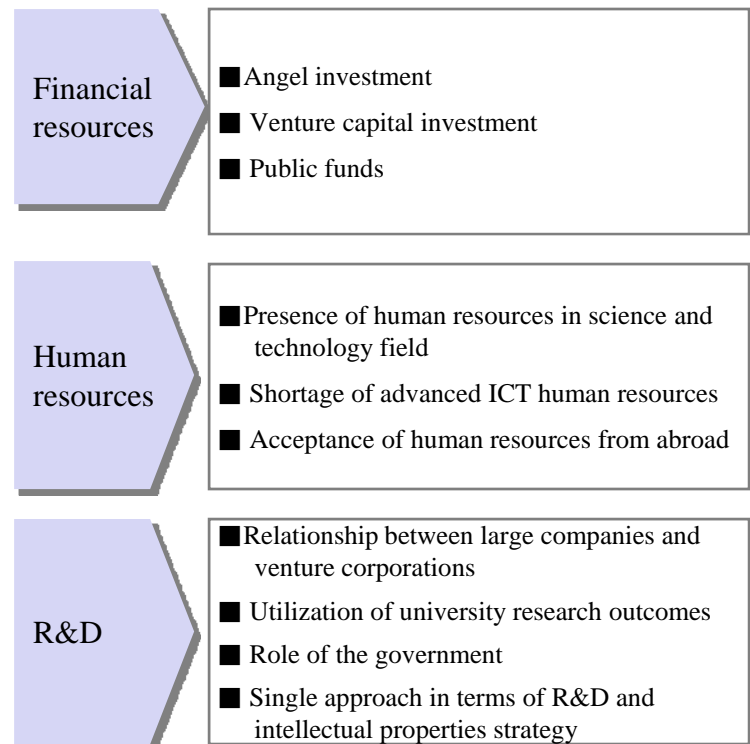 Financial
resources
■Angel investment
■ Venture capital investment
■ Public funds
Human
resources
■Presence of human resources in science and
technology field
■ Shortage of advanced ICT human resources
■ Acceptance of human resources from abroad
R&D
■Relationship between large companies and
venture corporations
■ Utilization of university research outcomes
■ Role of the government
■ Single approach in terms of R&D and
intellectual properties strategy